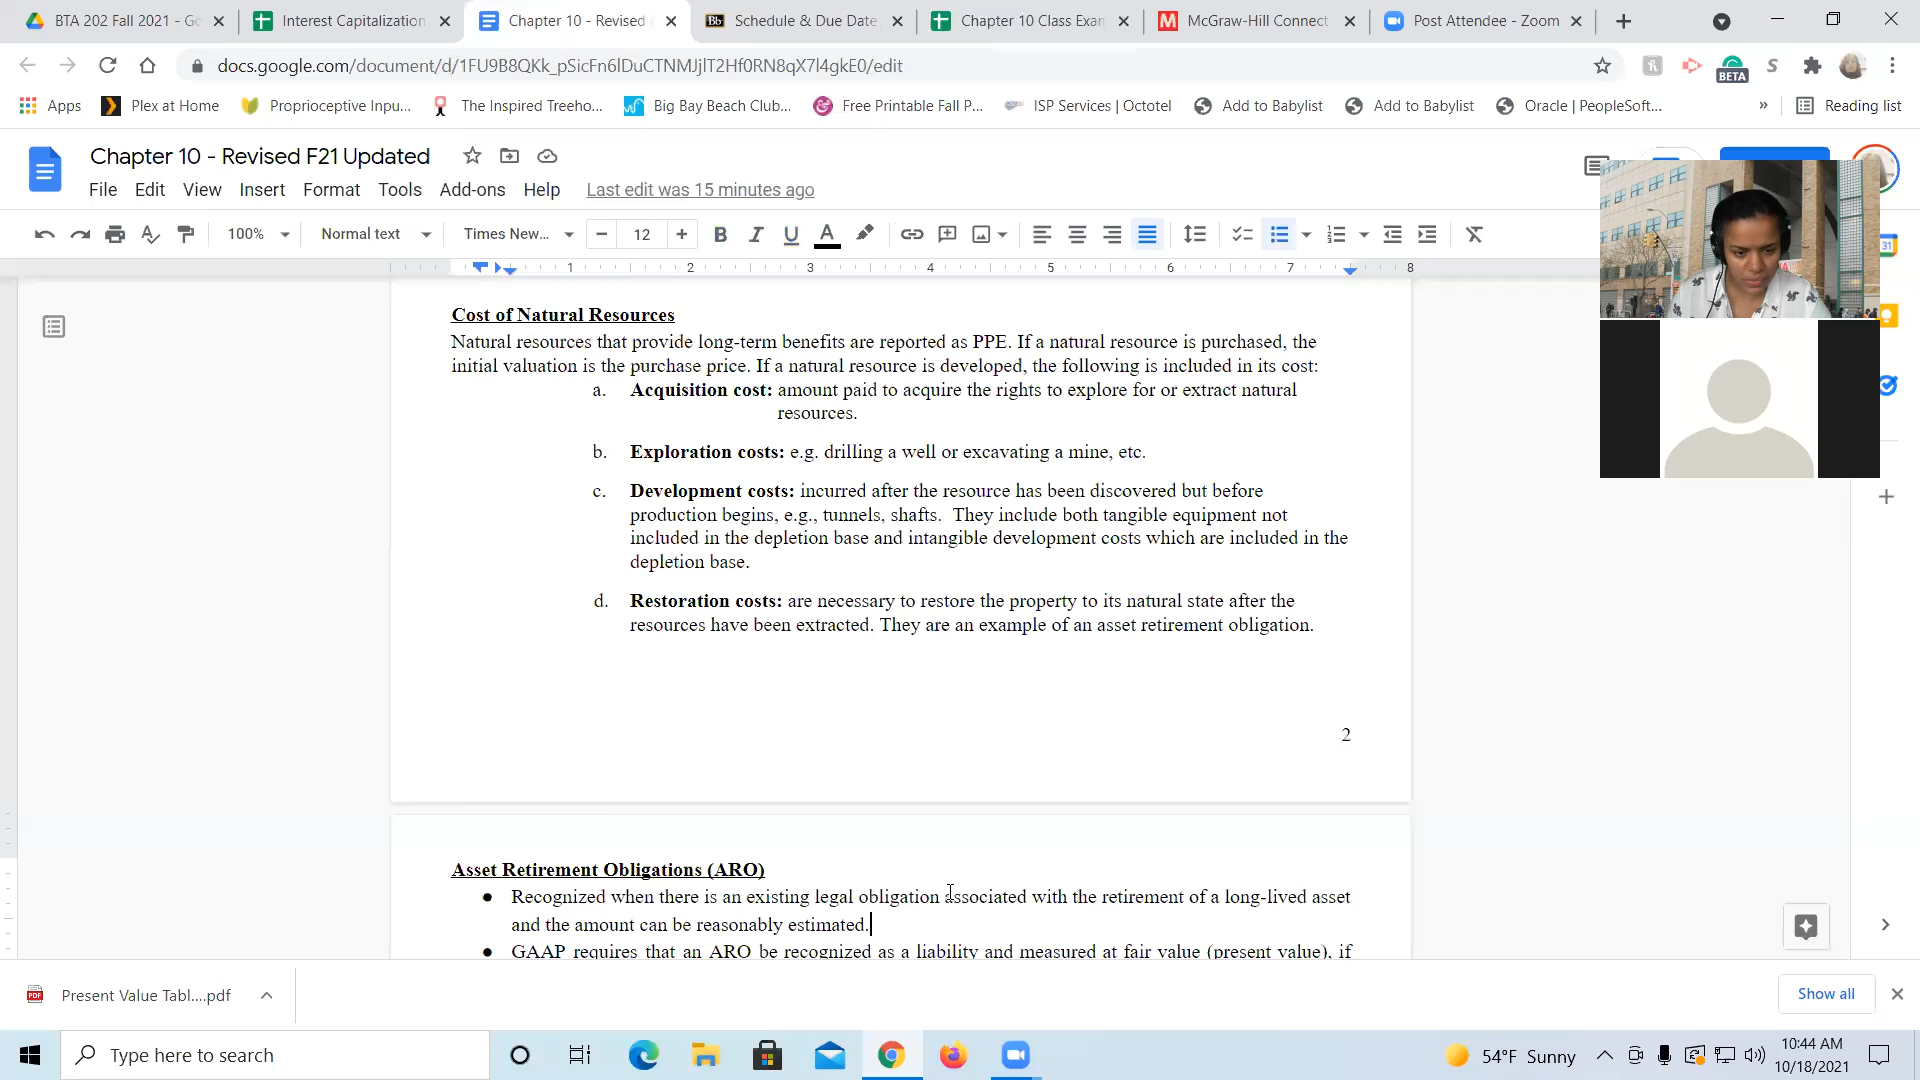 BTA 202 Fall 2021 - Go
Interest Capitalization
Chapter 10 - Revised
Bb
Schedule & Due Date
Chapter 10 Class Exan
McGraw-Hill Connect
Post Attendee - Zoom
docs.google.com/document/d/1FU9B8QKk_pSicFn6lDuCTNMJjlT2Hf0RN8qX7l4gkE0/edit
BETA
Apps
Plex at Home
Proprioceptive Inpu...
The Inspired Treeho...
Big Bay Beach Club...
Free Printable Fall P...
ISP Services | Octotel
Add to Babylist
Add to Babylist
Oracle | PeopleSoft...
»
Reading list
Chapter 10 - Revised F21 Updated
File Edit View Insert Format Tools Add-ons Help Last edit was 15 minutes ago
100% Normal text Times New... 12 B I U A
1 2 3 4 5 6 7 8
31
Cost of Natural Resources
Natural resources that provide long-term benefits are reported as PPE. If a natural resource is purchased, the
initial valuation is the purchase price. If a natural resource is developed, the following is included in its cost:
a. Acquisition cost: amount paid to acquire the rights to explore for or extract natural
resources.
b. Exploration costs: e.g. drilling a well or excavating a mine, etc.
c. Development costs: incurred after the resource has been discovered but before
production begins, e.g., tunnels, shafts. They include both tangible equipment not
included in the depletion base and intangible development costs which are included in the
depletion base.
d. Restoration costs: are necessary to restore the property to its natural state after the
resources have been extracted. They are an example of an asset retirement obligation.
2
Asset Retirement Obligations (ARO)
● Recognized when there is an existing legal obligation associated with the retirement of a long-lived asset
and the amount can be reasonably estimated.
● GAAP requires that an ARO be recognized as a liability and measured at fair value (present value), if
PDF
Present Value Tabl....pdf
Show all
Type here to search
54°F Sunny
10:44 AM
10/18/2021